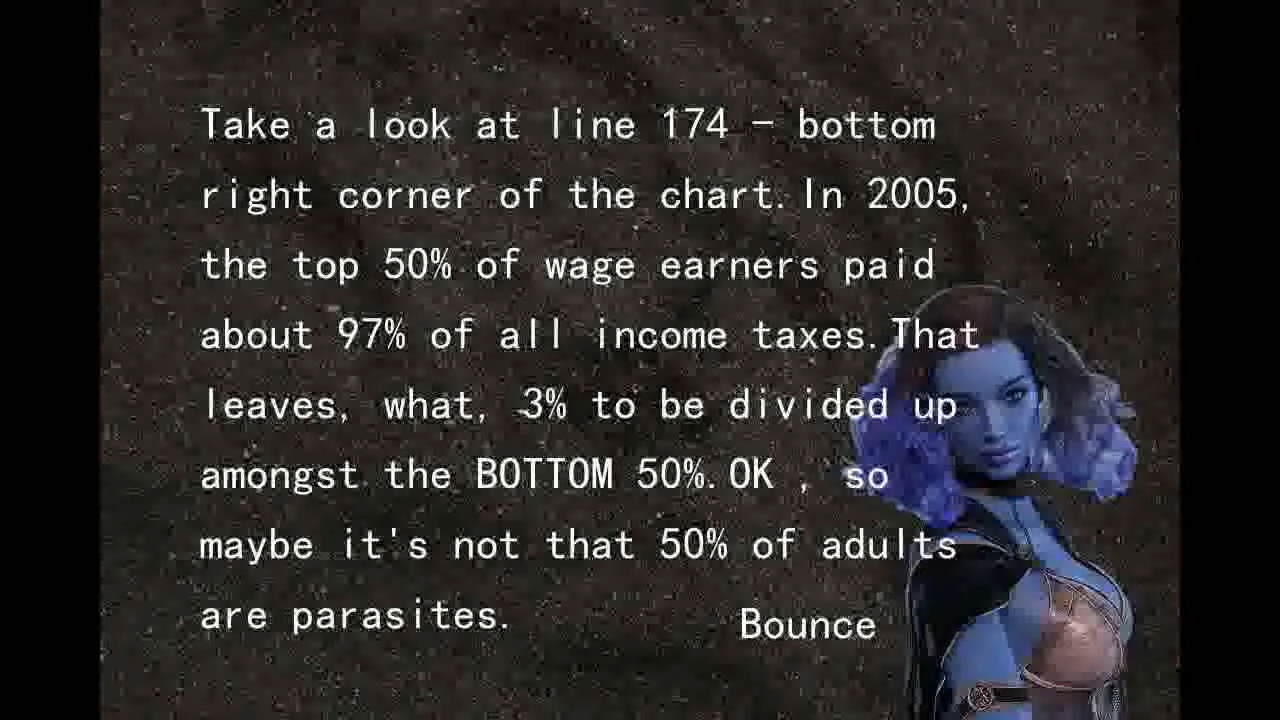 Take a look at line 174 - bottom
right corner of the chart. In 2005,
the top 50% of wage earners paid
about 97% of all income taxes. That
leaves, what, 3% to be divided up
amongst the BOTTOM 50%. OK , so
maybe it's not that 50% of adults
are parasites.
Bounce